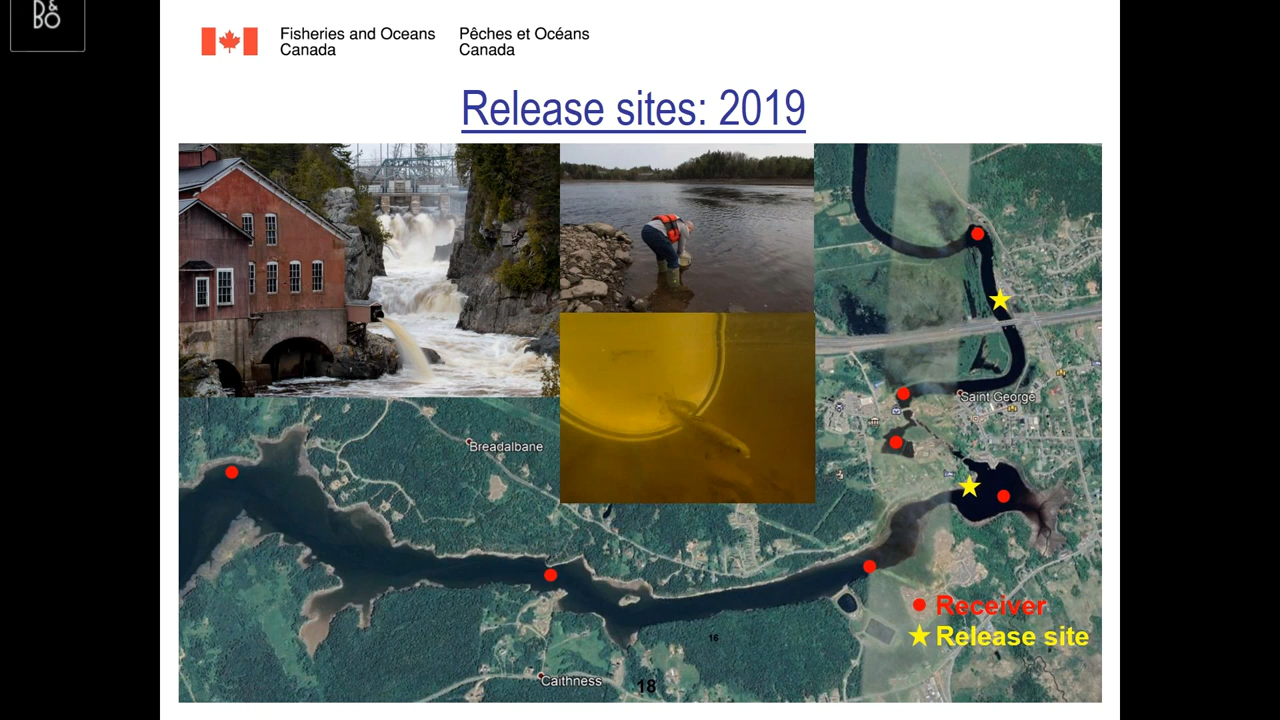 B&O
Fisheries and Oceans
Canada
Pêches et Océans
Canada
Release sites: 2019
Saint George
Breadalbane
Receiver
Release site
16
Caithness
18